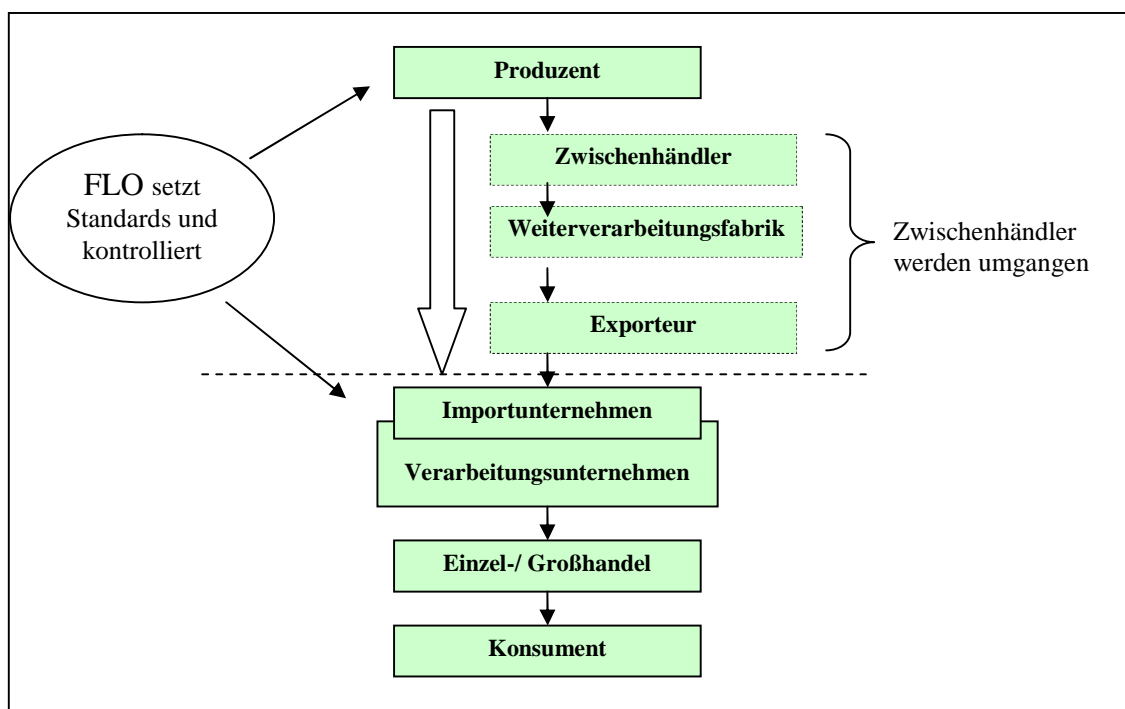 Produzent
Zwischenhändler
Weiterverarbeitungsfabrik
Exporteur
FLO setzt
Standards und
kontrolliert
Zwischenhändler
werden umgangen
Importunternehmen
Verarbeitungsunternehmen
Einzel-/ Großhandel
Konsument